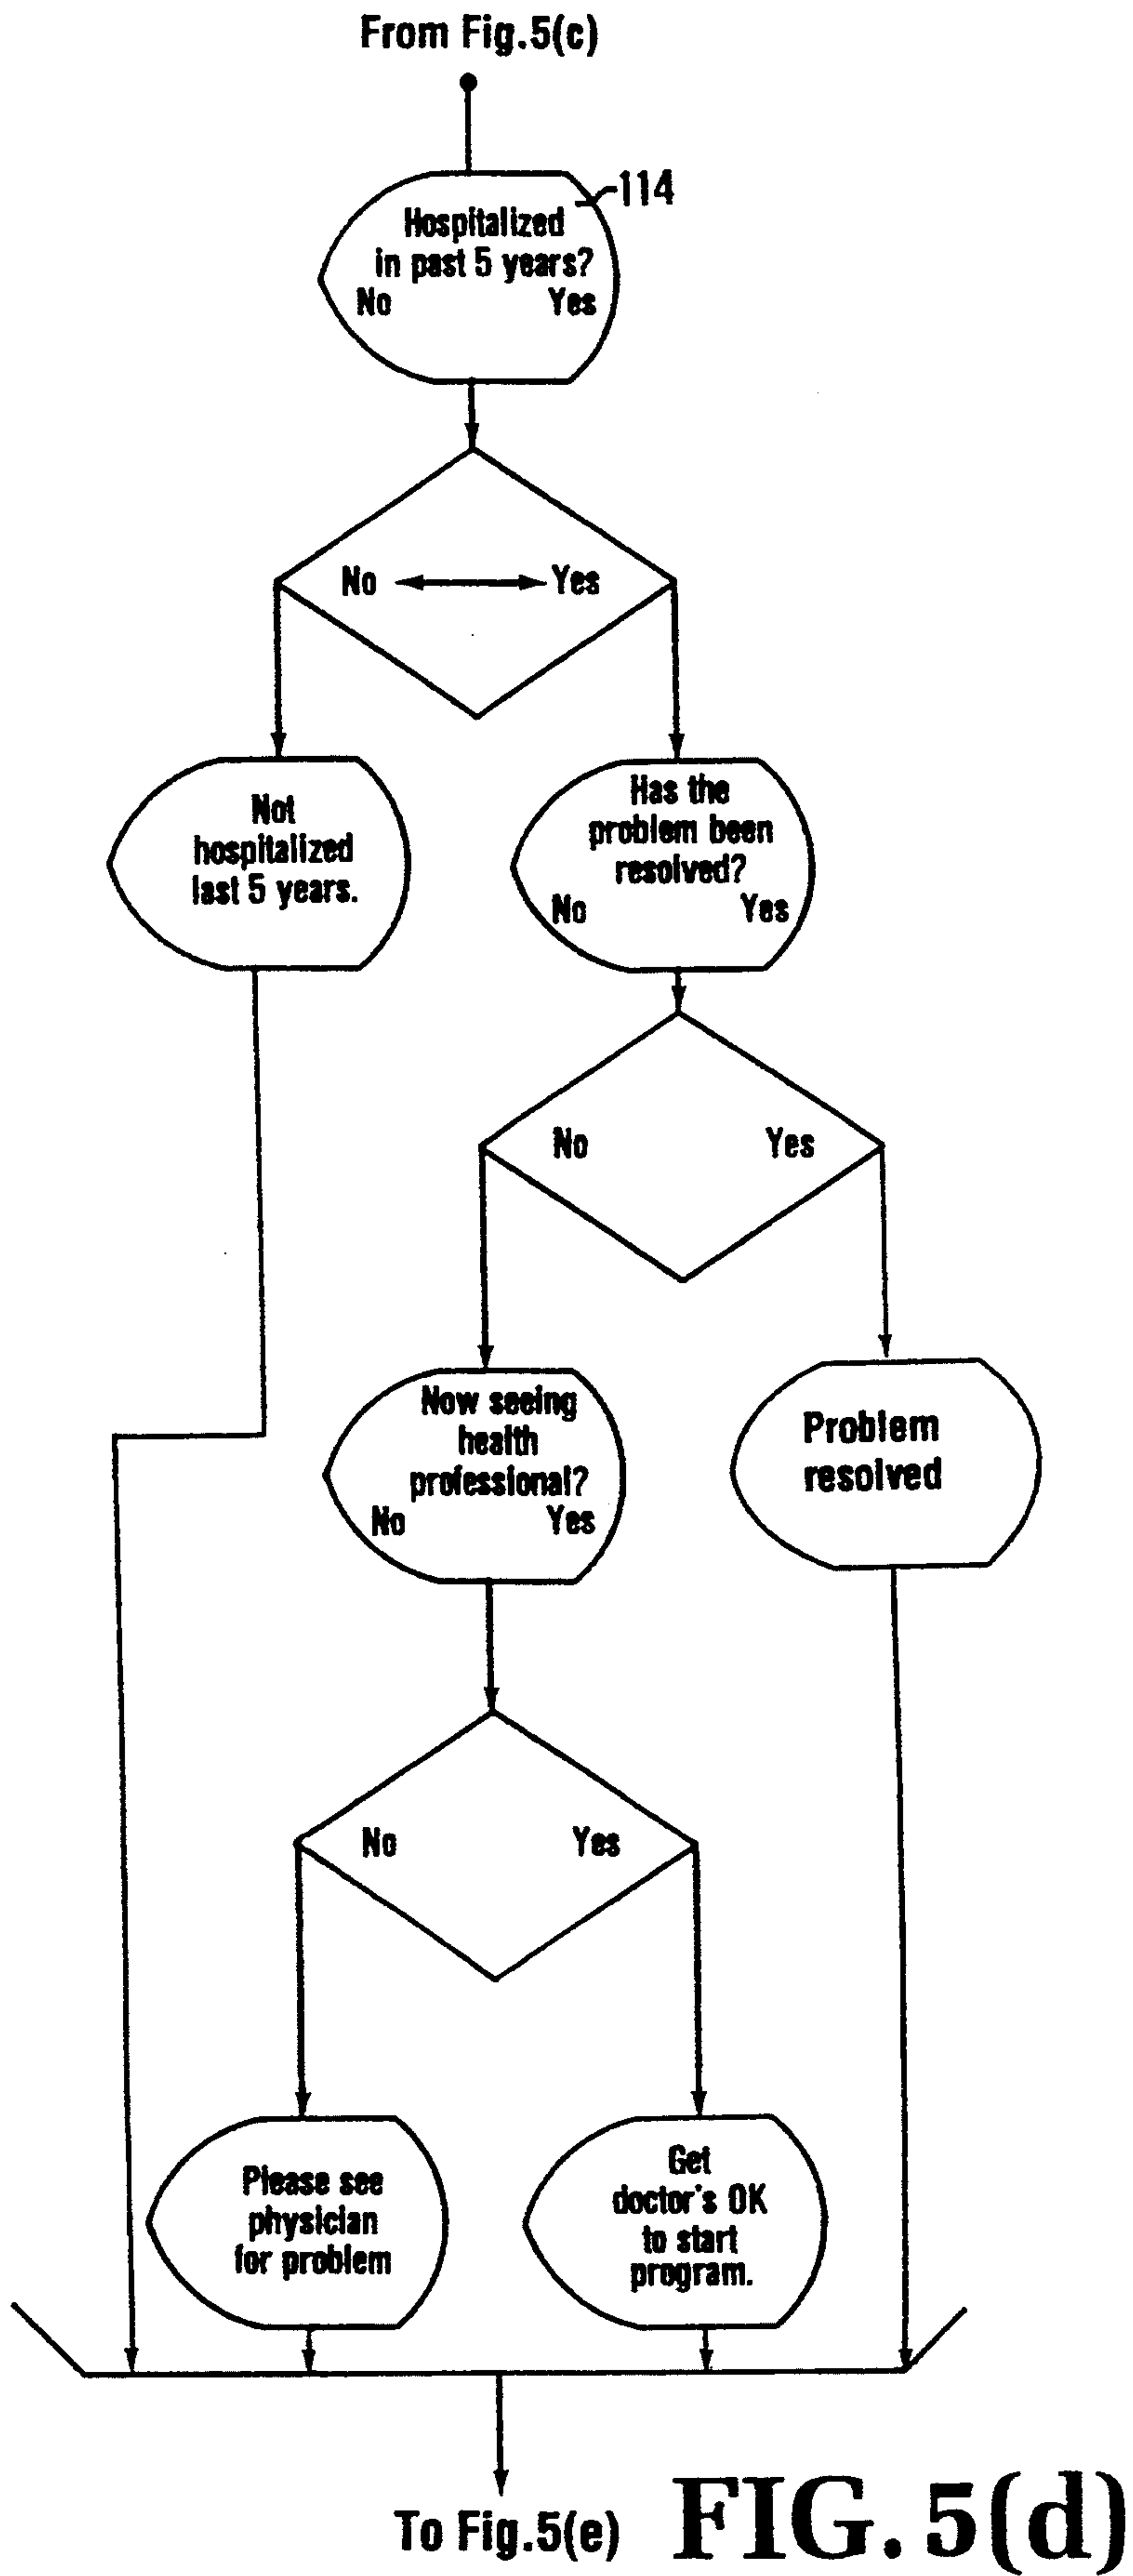 From Fig.5(c)
114
Hospitalized
in past 5 years?
No Yes
No Yes
Not
hospitalized
last 5 years.
Has the
problem been
resolved?
No Yes
No Yes
Now seeing
health
professional?
No Yes
Problem
resolved
No Yes
Please see
physician
for problem
Get
doctor's OK
to start
program.
To Fig.5(e)
FIG. 5(d)